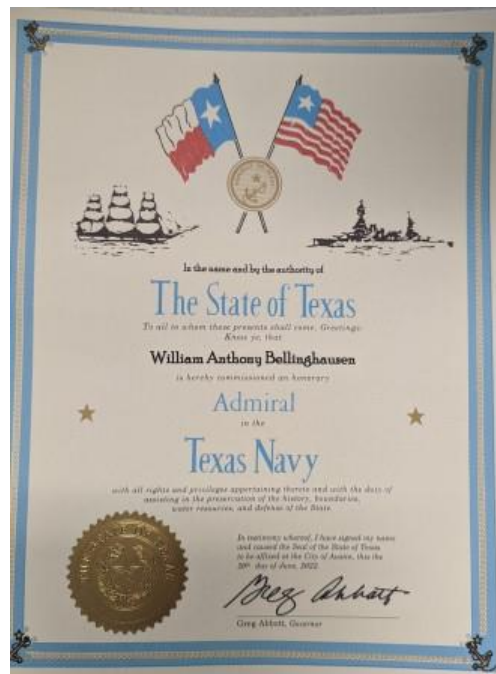 In the name and by the authority of
The State of Texas
To all to whom these presents shall come, Greetings:
Know ye, that
William Anthony Bellinghausen
is hereby commissioned an honorary
Admiral
in the
Texas Navy
with all rights and privileges appertaining thereto and with the duty of
assisting in the preservation of the history, boundaries,
water resources, and defense of the State.
In testimony whereof, I have signed my name
and caused the Seal of the State of Texas
to be affixed at the City of Austin, this the
day of June, 2022
Greg Abbott
Greg Abbott, Governor